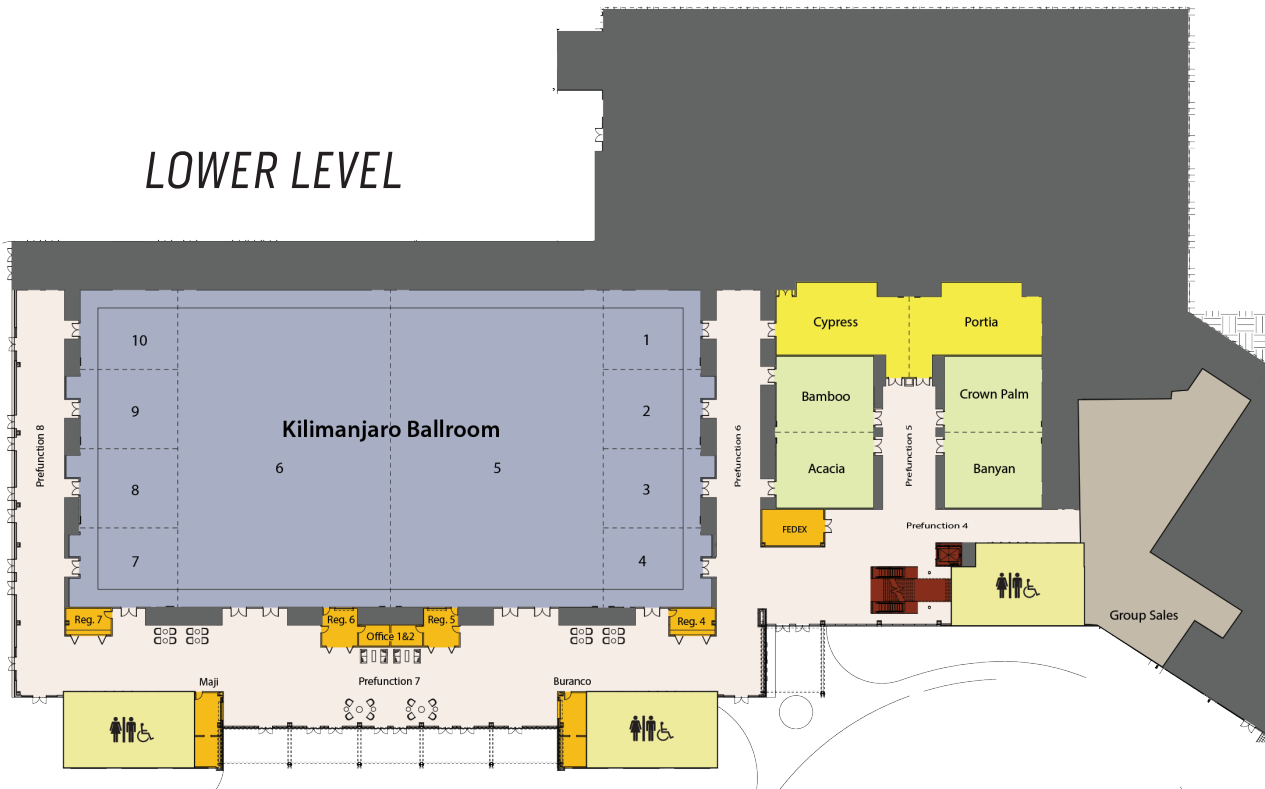 LOWER LEVEL
Cypress
Portia
10
1
Bamboo
Crown Palm
9
2
Kilimanjaro Ballroom
Prefunction 8
Prefunction 6
Prefunction 5
6
5
Acacia
Banyan
8
3
Prefunction 4
FEDEX
7
4
Reg. 7
Reg. 6
Reg. 5
Reg. 4
Office 1&2
Group Sales
Maji
Prefunction 7
Buranco